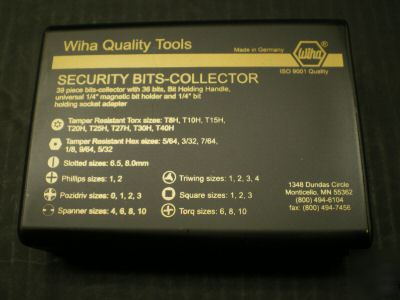 Wiha Quality Tools
Made in Germany
Wiha
ISO 9001 Quality
SECURITY BITS-COLLECTOR
39 piece bits-collector with 36 bits, Bit Holding Handle,
universal 1/4" magnetic bit holder and 1/4" bit
holding socket adapter
Tamper Resistant Torx sizes: T8H, T10H, T15H,
T20H, T25H, T27H, T30H, T40H
Tamper Resistant Hex sizes: 5/64, 3/32, 7/64,
1/8, 9/64, 5/32
Slotted sizes: 6.5, 8.0mm
Phillips sizes: 1, 2
Pozidriv sizes: 0, 1, 2, 3
Spanner sizes: 4, 6, 8, 10
Triwing sizes: 1, 2, 3, 4
Square sizes: 1, 2, 3
Torq sizes: 6, 8, 10
1348 Dundas Circle
Monticello, MN 55362
(800) 494-6104
fax: (800) 494-7456